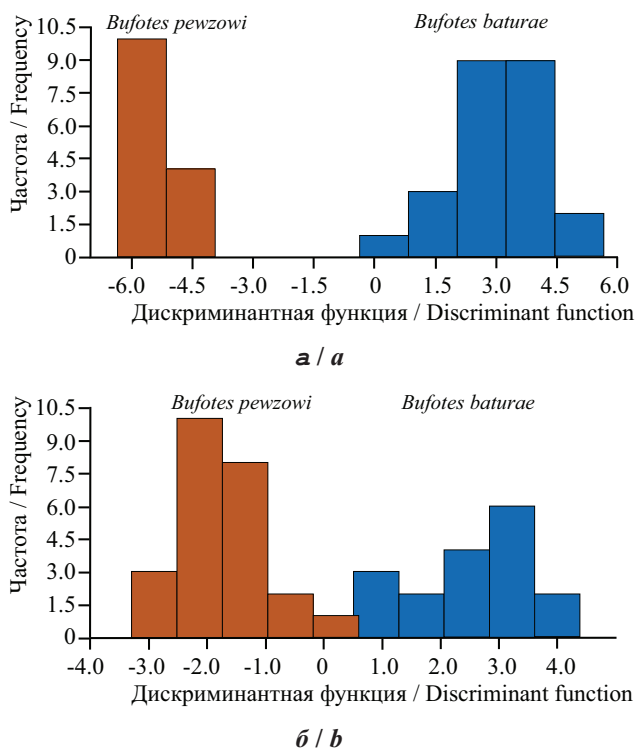 Bufotes pewzowi
Bufotes baturae
Частота / Frequency
10.5
9.0
7.5
6.0
4.5
3.0
1.5
0
-6.0 -4.5 -3.0 -1.5 0 1.5 3.0 4.5 6.0
Дискриминантная функция / Discriminant function
а / a
Bufotes pewzowi
Bufotes baturae
Частота / Frequency
10.5
9.0
7.5
6.0
4.5
3.0
1.5
0
-4.0 -3.0 -2.0 -1.0 0 1.0 2.0 3.0 4.0
Дискриминантная функция / Discriminant function
б / b